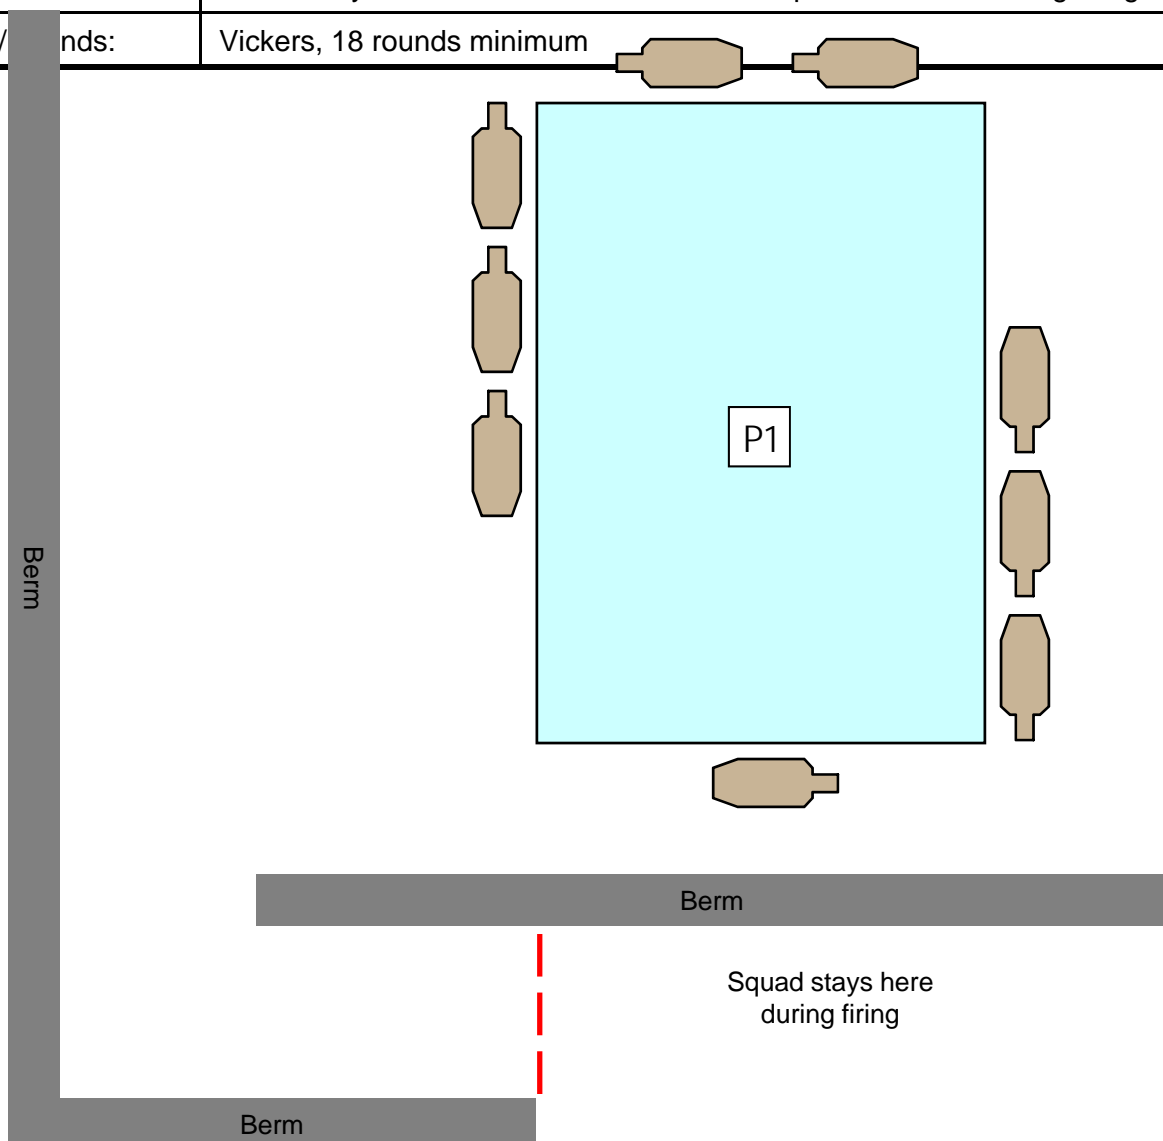 nds:
Vickers, 18 rounds minimum
P1
Berm
Berm
Squad stays here
during firing
Berm